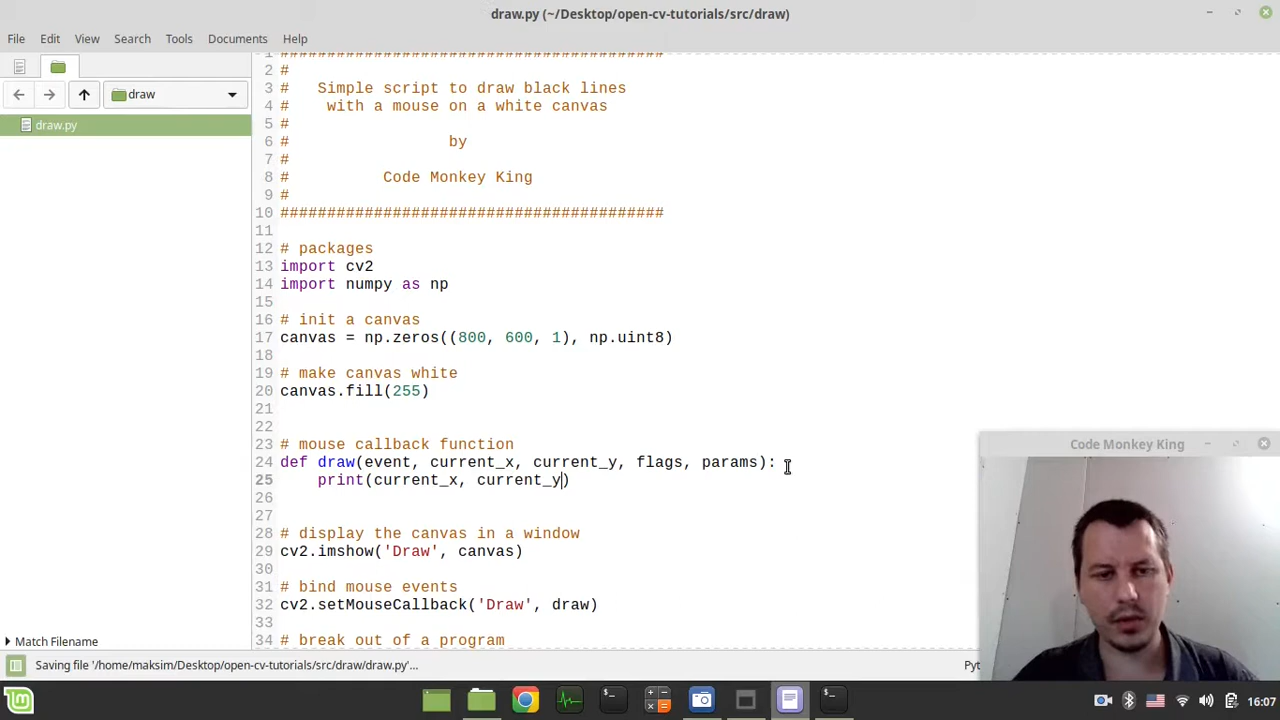 draw.py (~/Desktop/open-cv-tutorials/src/draw)
File Edit View Search Tools Documents Help
draw
draw.py
1 #########################################
2 #
3 # Simple script to draw black lines
4 # with a mouse on a white canvas
5 #
6 # by
7 #
8 # Code Monkey King
9 #
10 #########################################
11
12 # packages
13 import cv2
14 import numpy as np
15
16 # init a canvas
17 canvas = np.zeros((800, 600, 1), np.uint8)
18
19 # make canvas white
20 canvas.fill(255)
21
22
23 # mouse callback function
24 def draw(event, current_x, current_y, flags, params):
25 print(current_x, current_y)
26
27
28 # display the canvas in a window
29 cv2.imshow('Draw', canvas)
30
31 # bind mouse events
32 cv2.setMouseCallback('Draw', draw)
33
34 # break out of a program
Code Monkey King
Match Filename
Saving file '/home/maksim/Desktop/open-cv-tutorials/src/draw/draw.py'...
Pyt
16:07